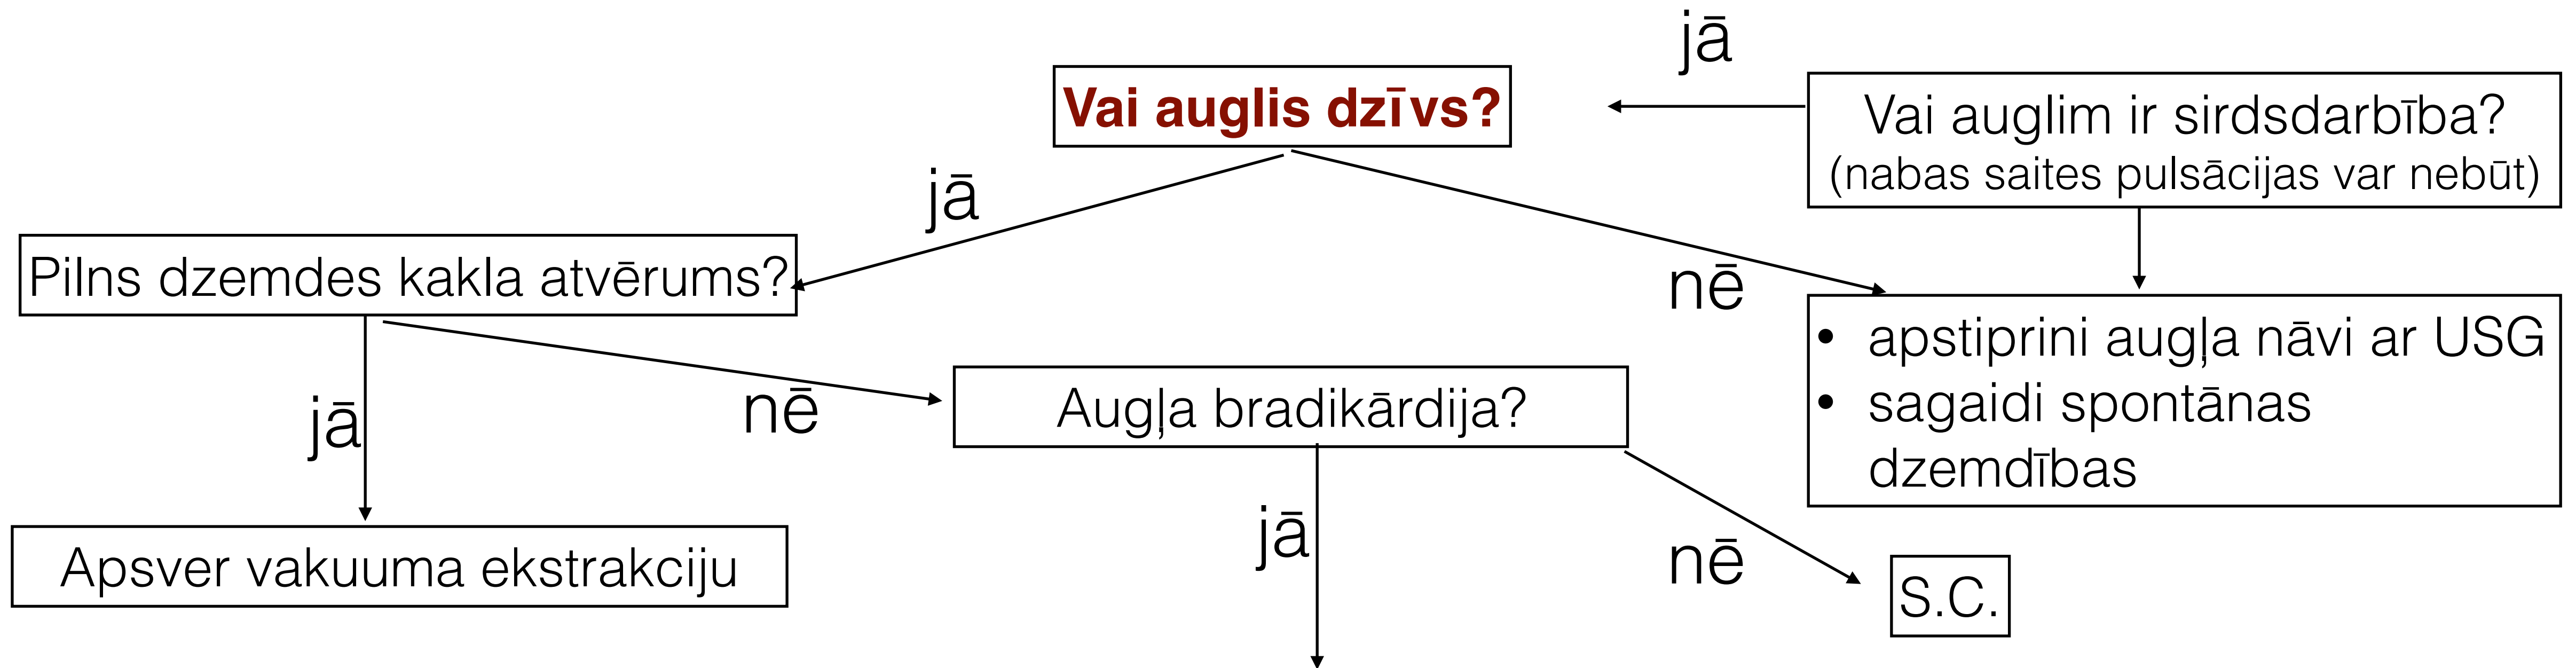 jā
Vai auglis dzīvs?
Vai auglim ir sirdsdarbība?
(nabas saites pulsācijas var nebūt)
jā
Pilns dzemdes kakla atvērums?
nē
• apstiprini augļa nāvi ar USG
• sagaidi spontānas
dzemdības
jā
nē
Augļa bradikārdija?
jā
nē
Apsver vakuuma ekstrakciju
S.C.